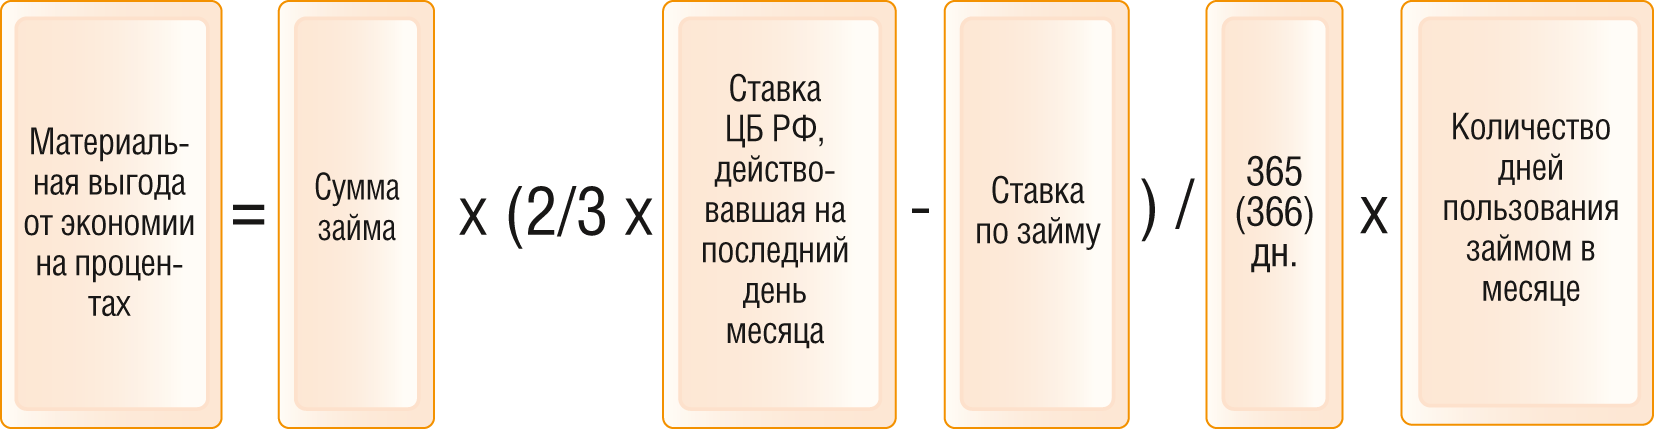 Материаль-
ная выгода
от экономии
на процен-
тах
=
Сумма
займа
x (2/3 x
Ставка
ЦБ РФ,
действо-
вавшая на
последний
день
месяца
-
Ставка
по займу
) /
365
(366)
дн.
x
Количество
дней
пользования
займом в
месяце